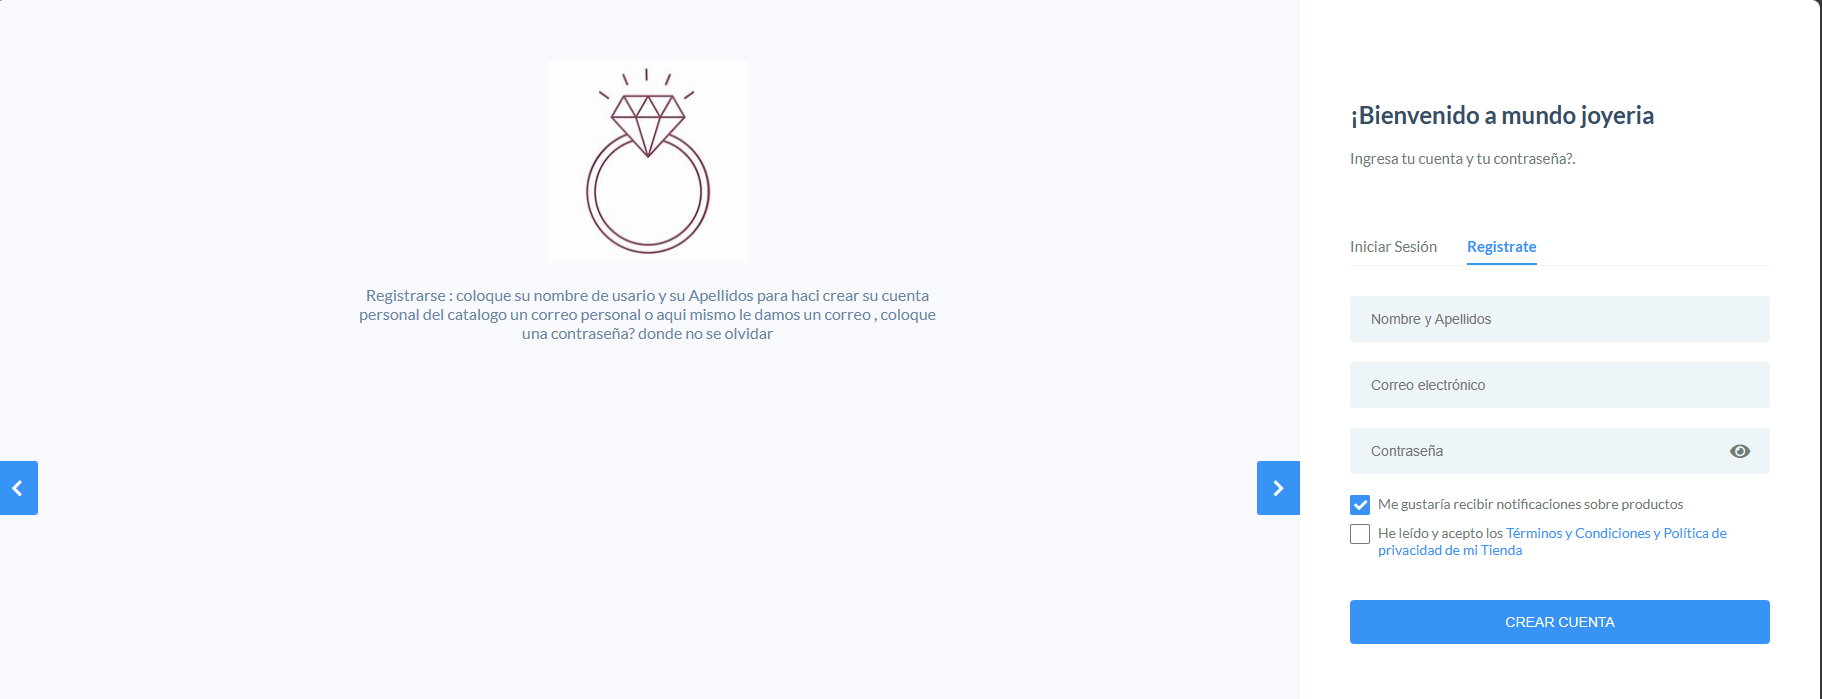 Registrarse : coloque su nombre de usario y su Apellidos para haci crear su cuenta
personal del catalogo un correo personal o aqui mismo le damos un correo , coloque
una contraseña? donde no se olvidar
¡Bienvenido a mundo joyeria
Ingresa tu cuenta y tu contraseña?.
Iniciar Sesión
Registrate
Nombre y Apellidos
Correo electrónico
Contraseña
Me gustaría recibir notificaciones sobre productos
He leído y acepto los Términos y Condiciones y Política de
privacidad de mi Tienda
CREAR CUENTA